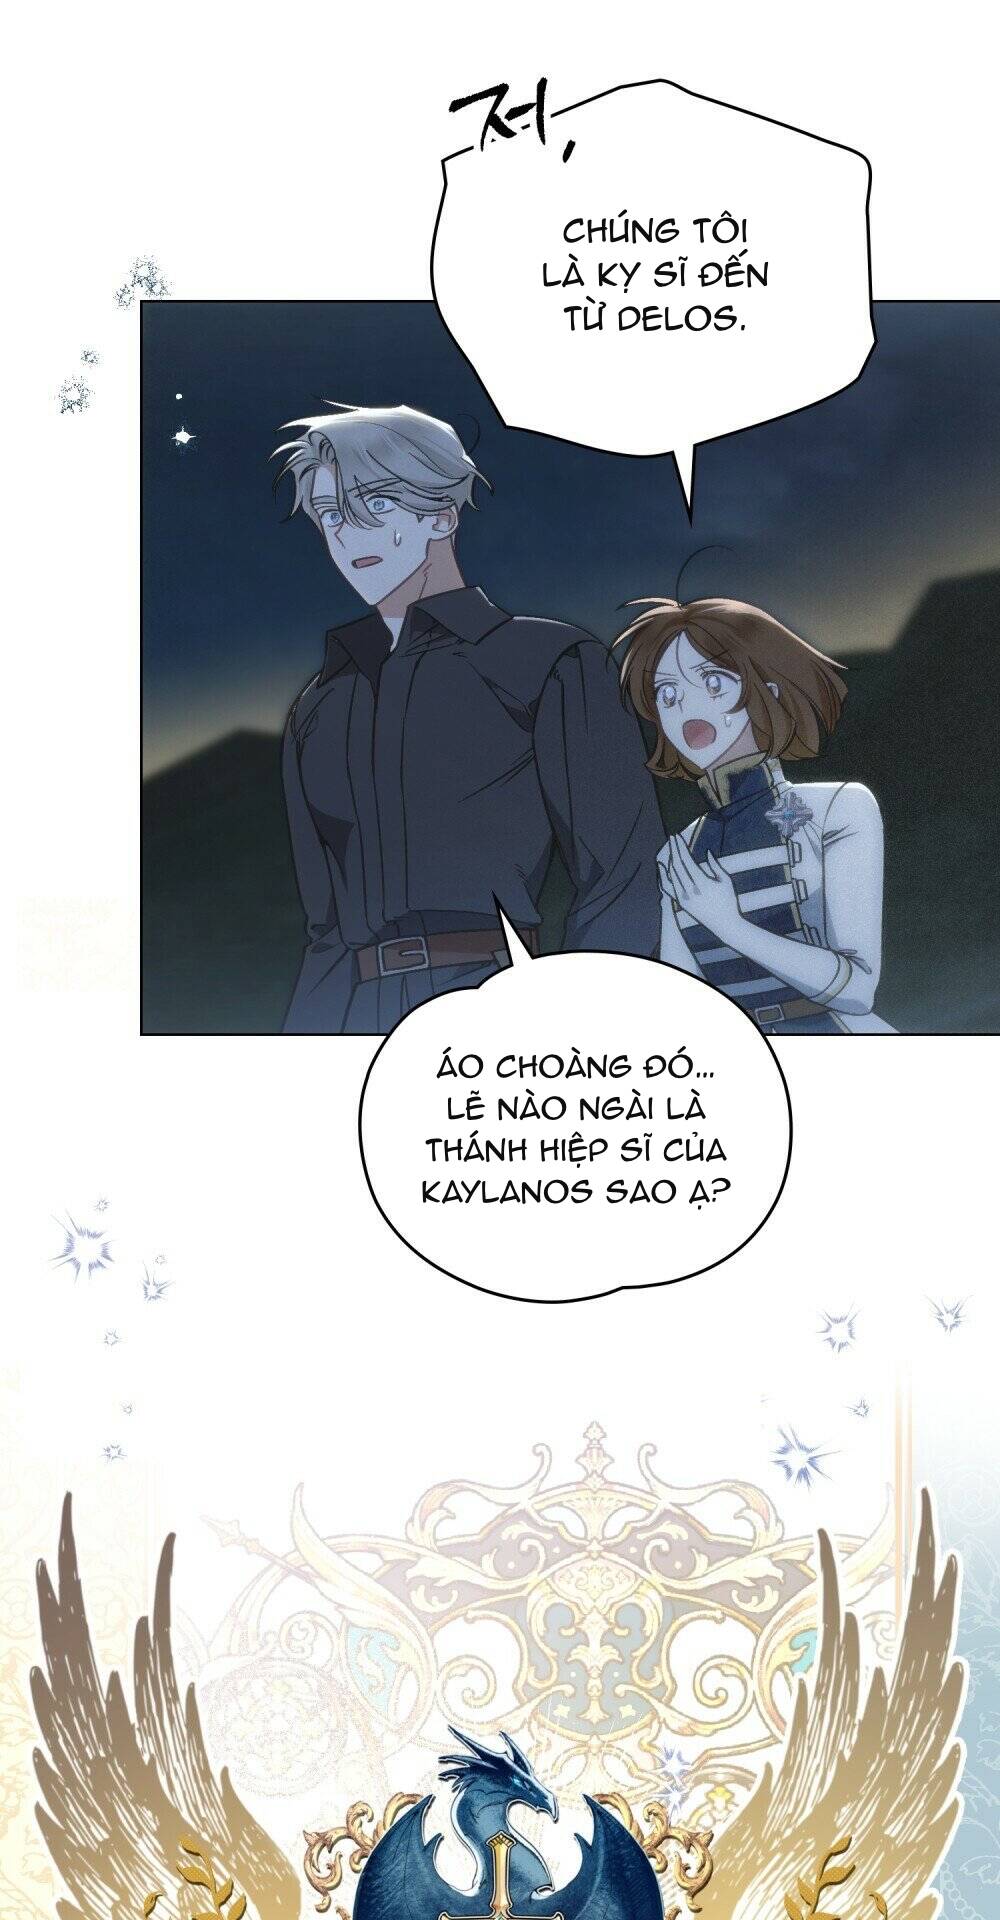 저,
CHÚNG TÔI
LÀ KỴ SĨ ĐẾN
TỪ DELOS.
ÁO CHOÀNG ĐÓ...
LẼ NÀO NGÀI LÀ
THÁNH HIỆP SĨ CỦA
KAYLANOS SAO Ạ?